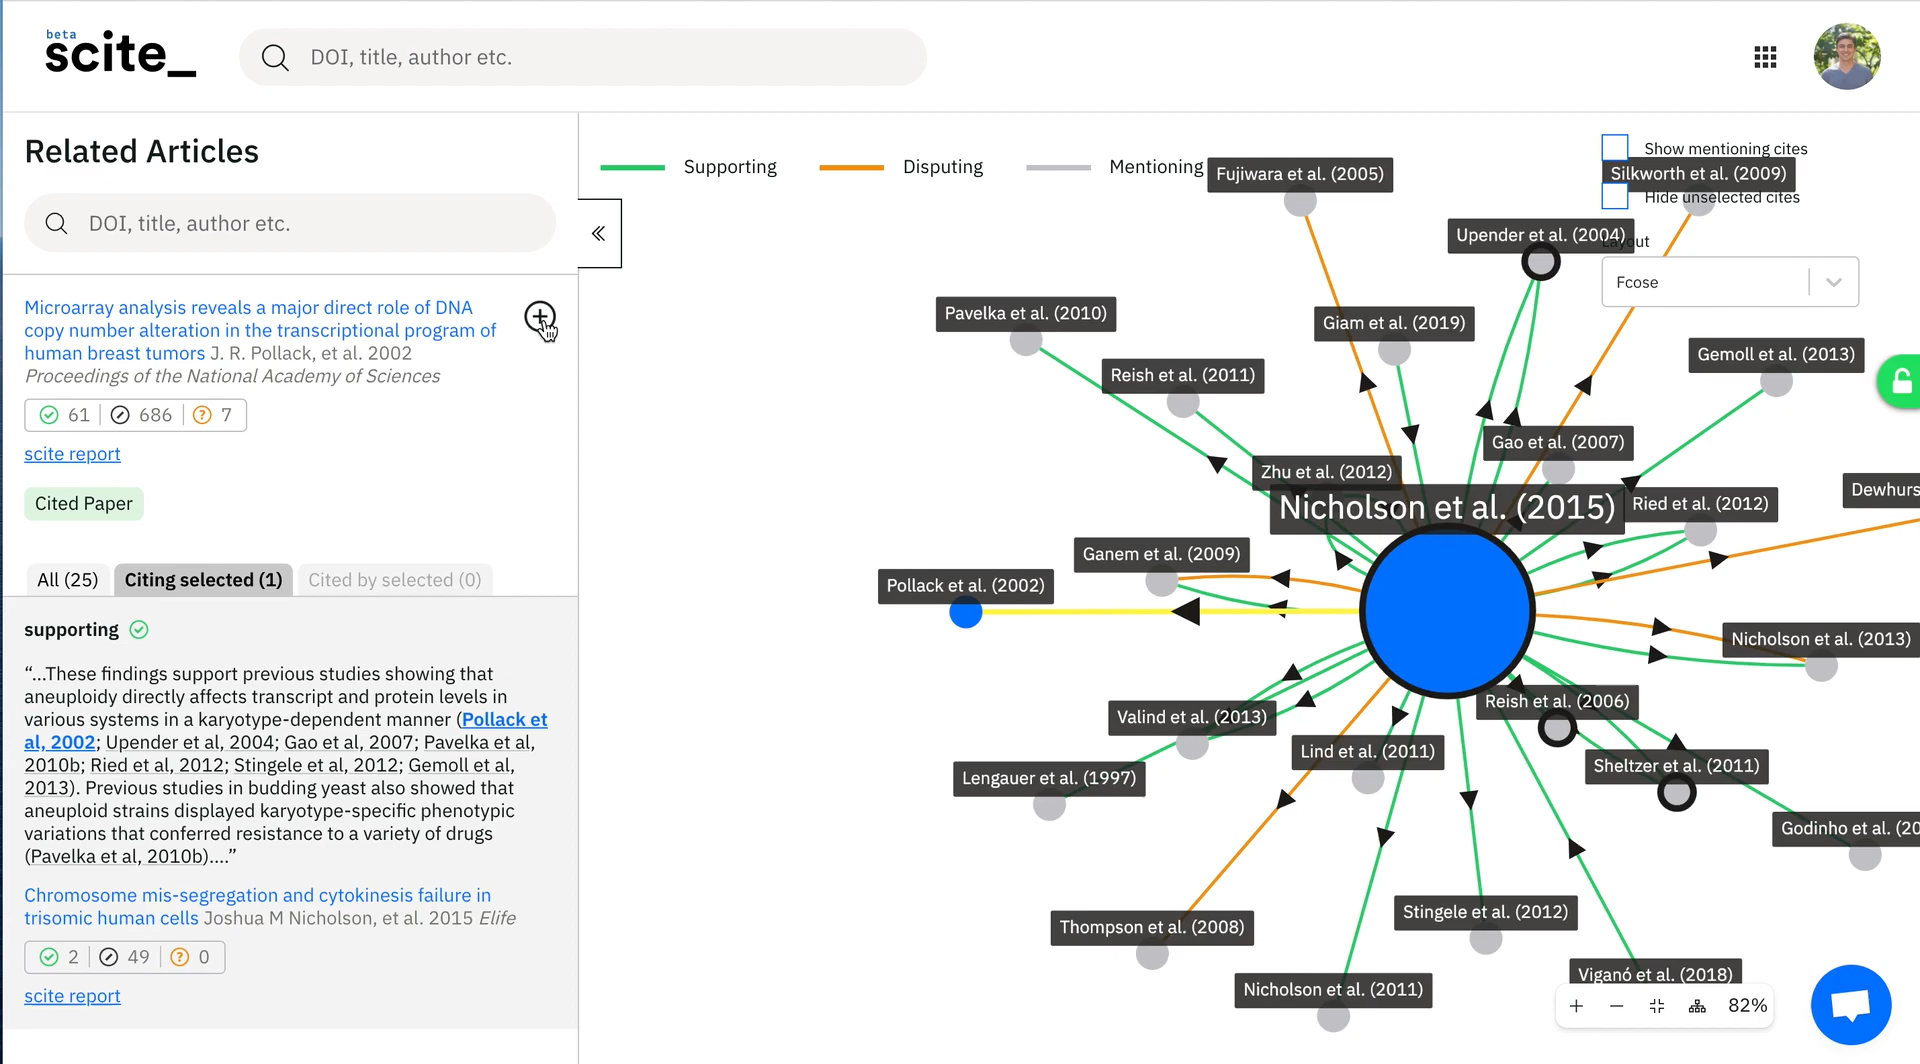 beta
scite_
DOI, title, author etc.
Related Articles
DOI, title, author etc.
Microarray analysis reveals a major direct role of DNA
copy number alteration in the transcriptional program of
human breast tumors J. R. Pollack, et al. 2002
Proceedings of the National Academy of Sciences
61 686 7
scite report
Cited Paper
All (25) Citing selected (1) Cited by selected (0)
supporting
“...These findings support previous studies showing that
aneuploidy directly affects transcript and protein levels in
various systems in a karyotype-dependent manner (Pollack et
al, 2002; Upender et al, 2004; Gao et al, 2007; Pavelka et al,
2010b; Ried et al, 2012; Stingele et al, 2012; Gemoll et al,
2013). Previous studies in budding yeast also showed that
aneuploid strains displayed karyotype-specific phenotypic
variations that conferred resistance to a variety of drugs
(Pavelka et al, 2010b)....”
Chromosome mis-segregation and cytokinesis failure in
trisomic human cells Joshua M Nicholson, et al. 2015 Elife
2 49 0
scite report
Supporting Disputing Mentioning
Show mentioning cites
Hide unselected cites
Layout
Fcose
Fujiwara et al. (2005)
Silkworth et al. (2009)
Upender et al. (2004)
Pavelka et al. (2010)
Giam et al. (2019)
Gemoll et al. (2013)
Reish et al. (2011)
Gao et al. (2007)
Zhu et al. (2012)
Dewhurs
Nicholson et al. (2015)
Ried et al. (2012)
Ganem et al. (2009)
Pollack et al. (2002)
Nicholson et al. (2013)
Reish et al. (2006)
Valind et al. (2013)
Lind et al. (2011)
Sheltzer et al. (2011)
Lengauer et al. (1997)
Godinho et al. (20
Stingele et al. (2012)
Thompson et al. (2008)
Viganó et al. (2018)
Nicholson et al. (2011)
82%